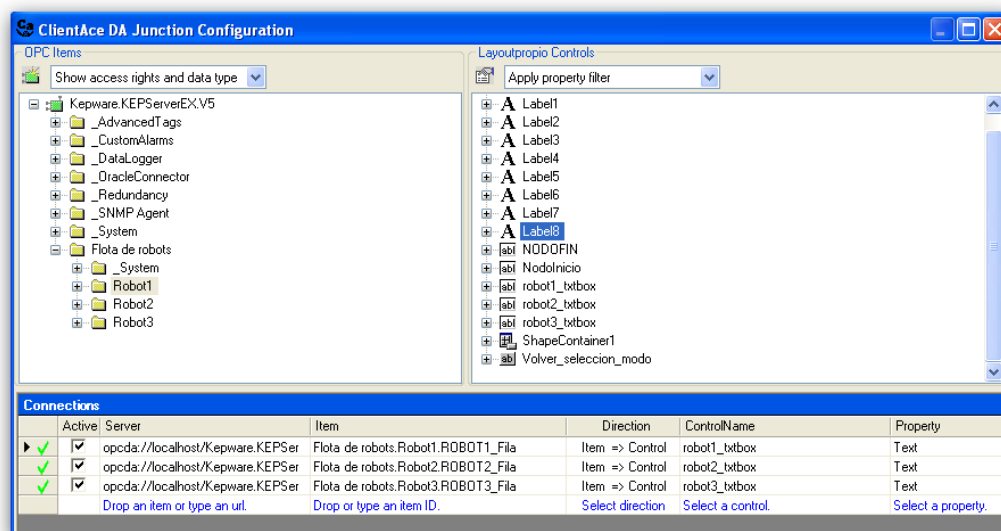 ClientAce DA Junction Configuration
OPC Items
Show access rights and data type
Kepware.KEPServerEX.V5
_AdvancedTags
_CustomAlarms
_DataLogger
_OracleConnector
_Redundancy
_SNMP Agent
_System
Flota de robots
_System
Robot1
Robot2
Robot3
Layoutpropio Controls
Apply property filter
Label1
Label2
Label3
Label4
Label5
Label6
Label7
Label8
NODOFIN
NodoInicio
robot1_txtbox
robot2_txtbox
robot3_txtbox
ShapeContainer1
Volver_seleccion_modo
Connections
Active Server Item Direction ControlName Property
opcda://localhost/Kepware.KEPSer Flota de robots.Robot1.ROBOT1_Fila Item => Control robot1_txtbox Text
opcda://localhost/Kepware.KEPSer Flota de robots.Robot2.ROBOT2_Fila Item => Control robot2_txtbox Text
opcda://localhost/Kepware.KEPSer Flota de robots.Robot3.ROBOT3_Fila Item => Control robot3_txtbox Text
Drop an item or type an url. Drop or type an item ID. Select direction Select a control. Select a property.